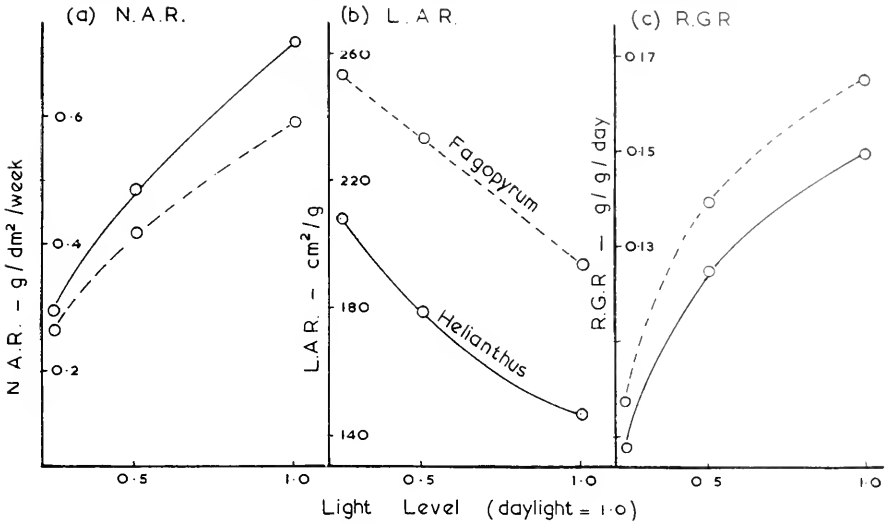 (a) N.A.R.
N.A.R. – g/dm²/week
0·6
0·4
0·2
0·5
1·0
(b) L.A.R.
L.A.R. – cm²/g
260
220
180
140
Fagopyrum
Helianthus
0·5
1·0
(c) R.G.R
R.G.R – g/g/day
0·17
0·15
0·13
0·5
1·0
Light Level (daylight = 1·0)